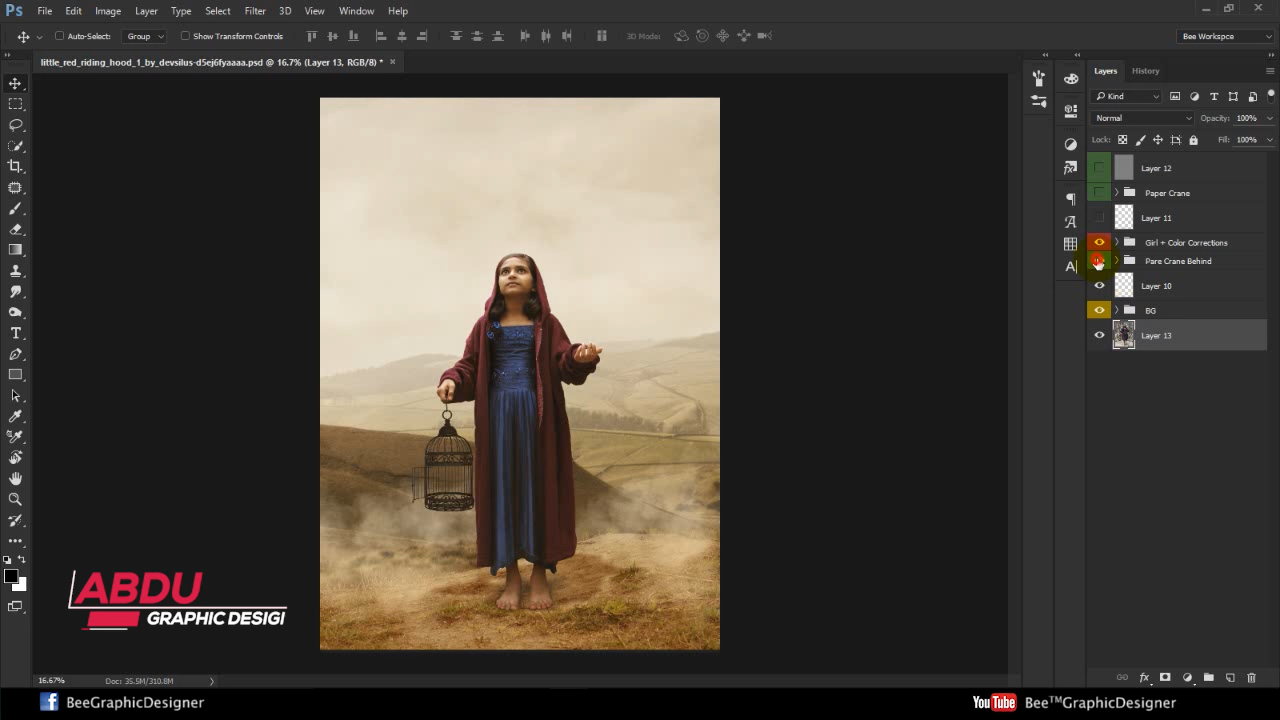 Ps File Edit Image Layer Type Select Filter 3D View Window Help
Auto-Select: Group Show Transform Controls 3D Mode: Bee Workspce
little_red_riding_hood_1_by_devsilus-d5ej6fyaaaa.psd @ 16.7% (Layer 13, RGB/8) *
Layers History
Kind
Normal Opacity: 100%
Lock: Fill: 100%
Layer 12
Paper Crane
Layer 11
Girl + Color Corrections
Pare Crane Behind
Layer 10
BG
Layer 13
ABDU
GRAPHIC DESIGI
16.67% Doc: 35.5M/310.8M
BeeGraphicDesigner
YouTube Bee™GraphicDesigner